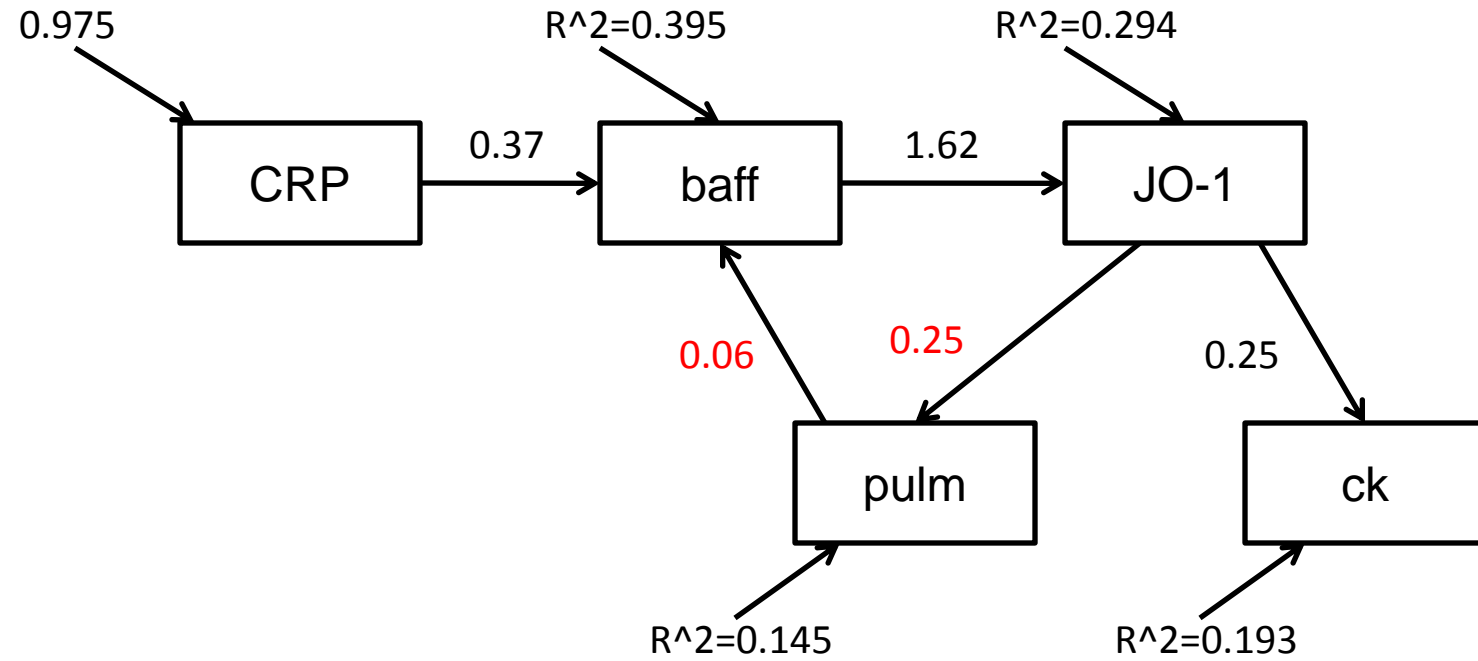 0.975
R^2=0.395
R^2=0.294
CRP
0.37
baff
1.62
JO-1
0.06
0.25
0.25
pulm
ck
R^2=0.145
R^2=0.193